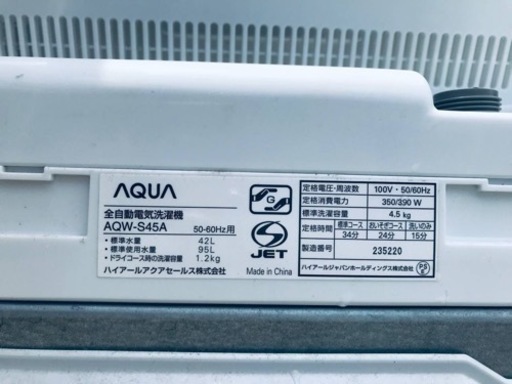 AQUA
全自動電気洗濯機
AQW-S45A 50-60Hz用
・標準水量 42L
・標準使用水量 95L
・ドライコース時の洗濯容量 1.2kg
ハイアールアクアセールス株式会社
G
S
JET
Made in China
定格電圧・周波数 100V・50/60Hz
定格消費電力 350/390 W
標準洗濯容量 4.5 kg
定格時間 標準コース おいそぎコース 洗いのみ
34分 24分 15分
製造番号 235220
ハイアールジャパンホールディングス株式会社
PS
E